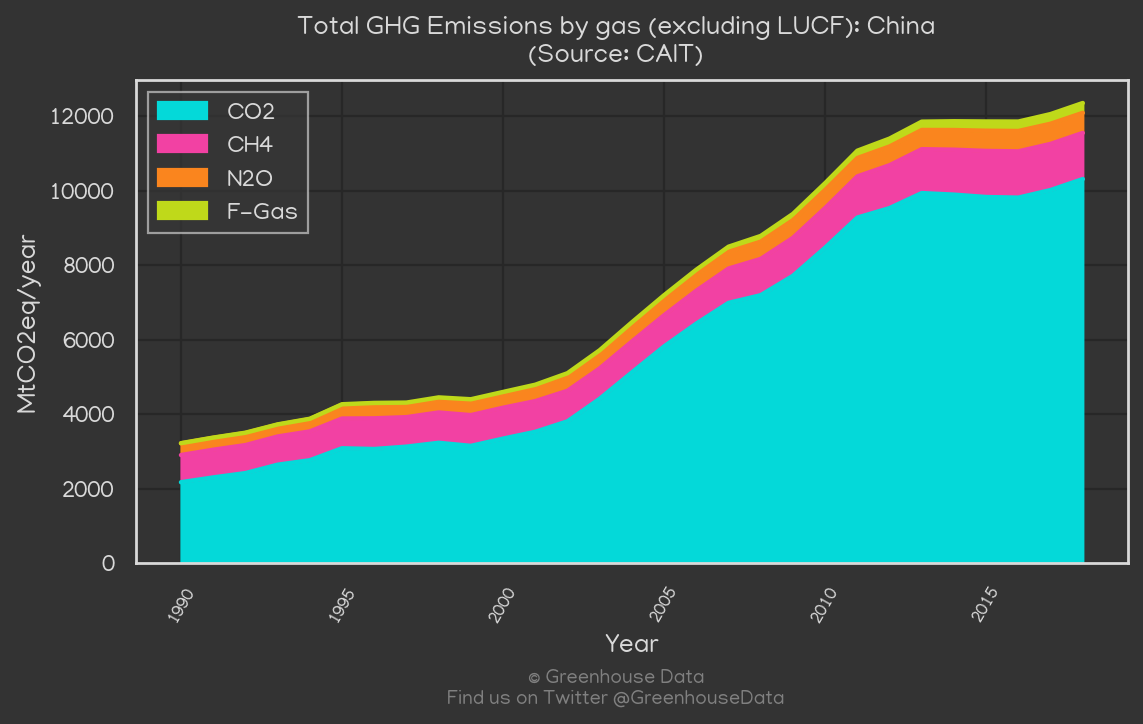 Total GHG Emissions by gas (excluding LUCF): China
(Source: CAIT)
CO2
CH4
N2O
F-Gas
MtCO2eq/year
12000
10000
8000
6000
4000
2000
0
1990
1995
2000
2005
2010
2015
Year
© Greenhouse Data
Find us on Twitter @GreenhouseData